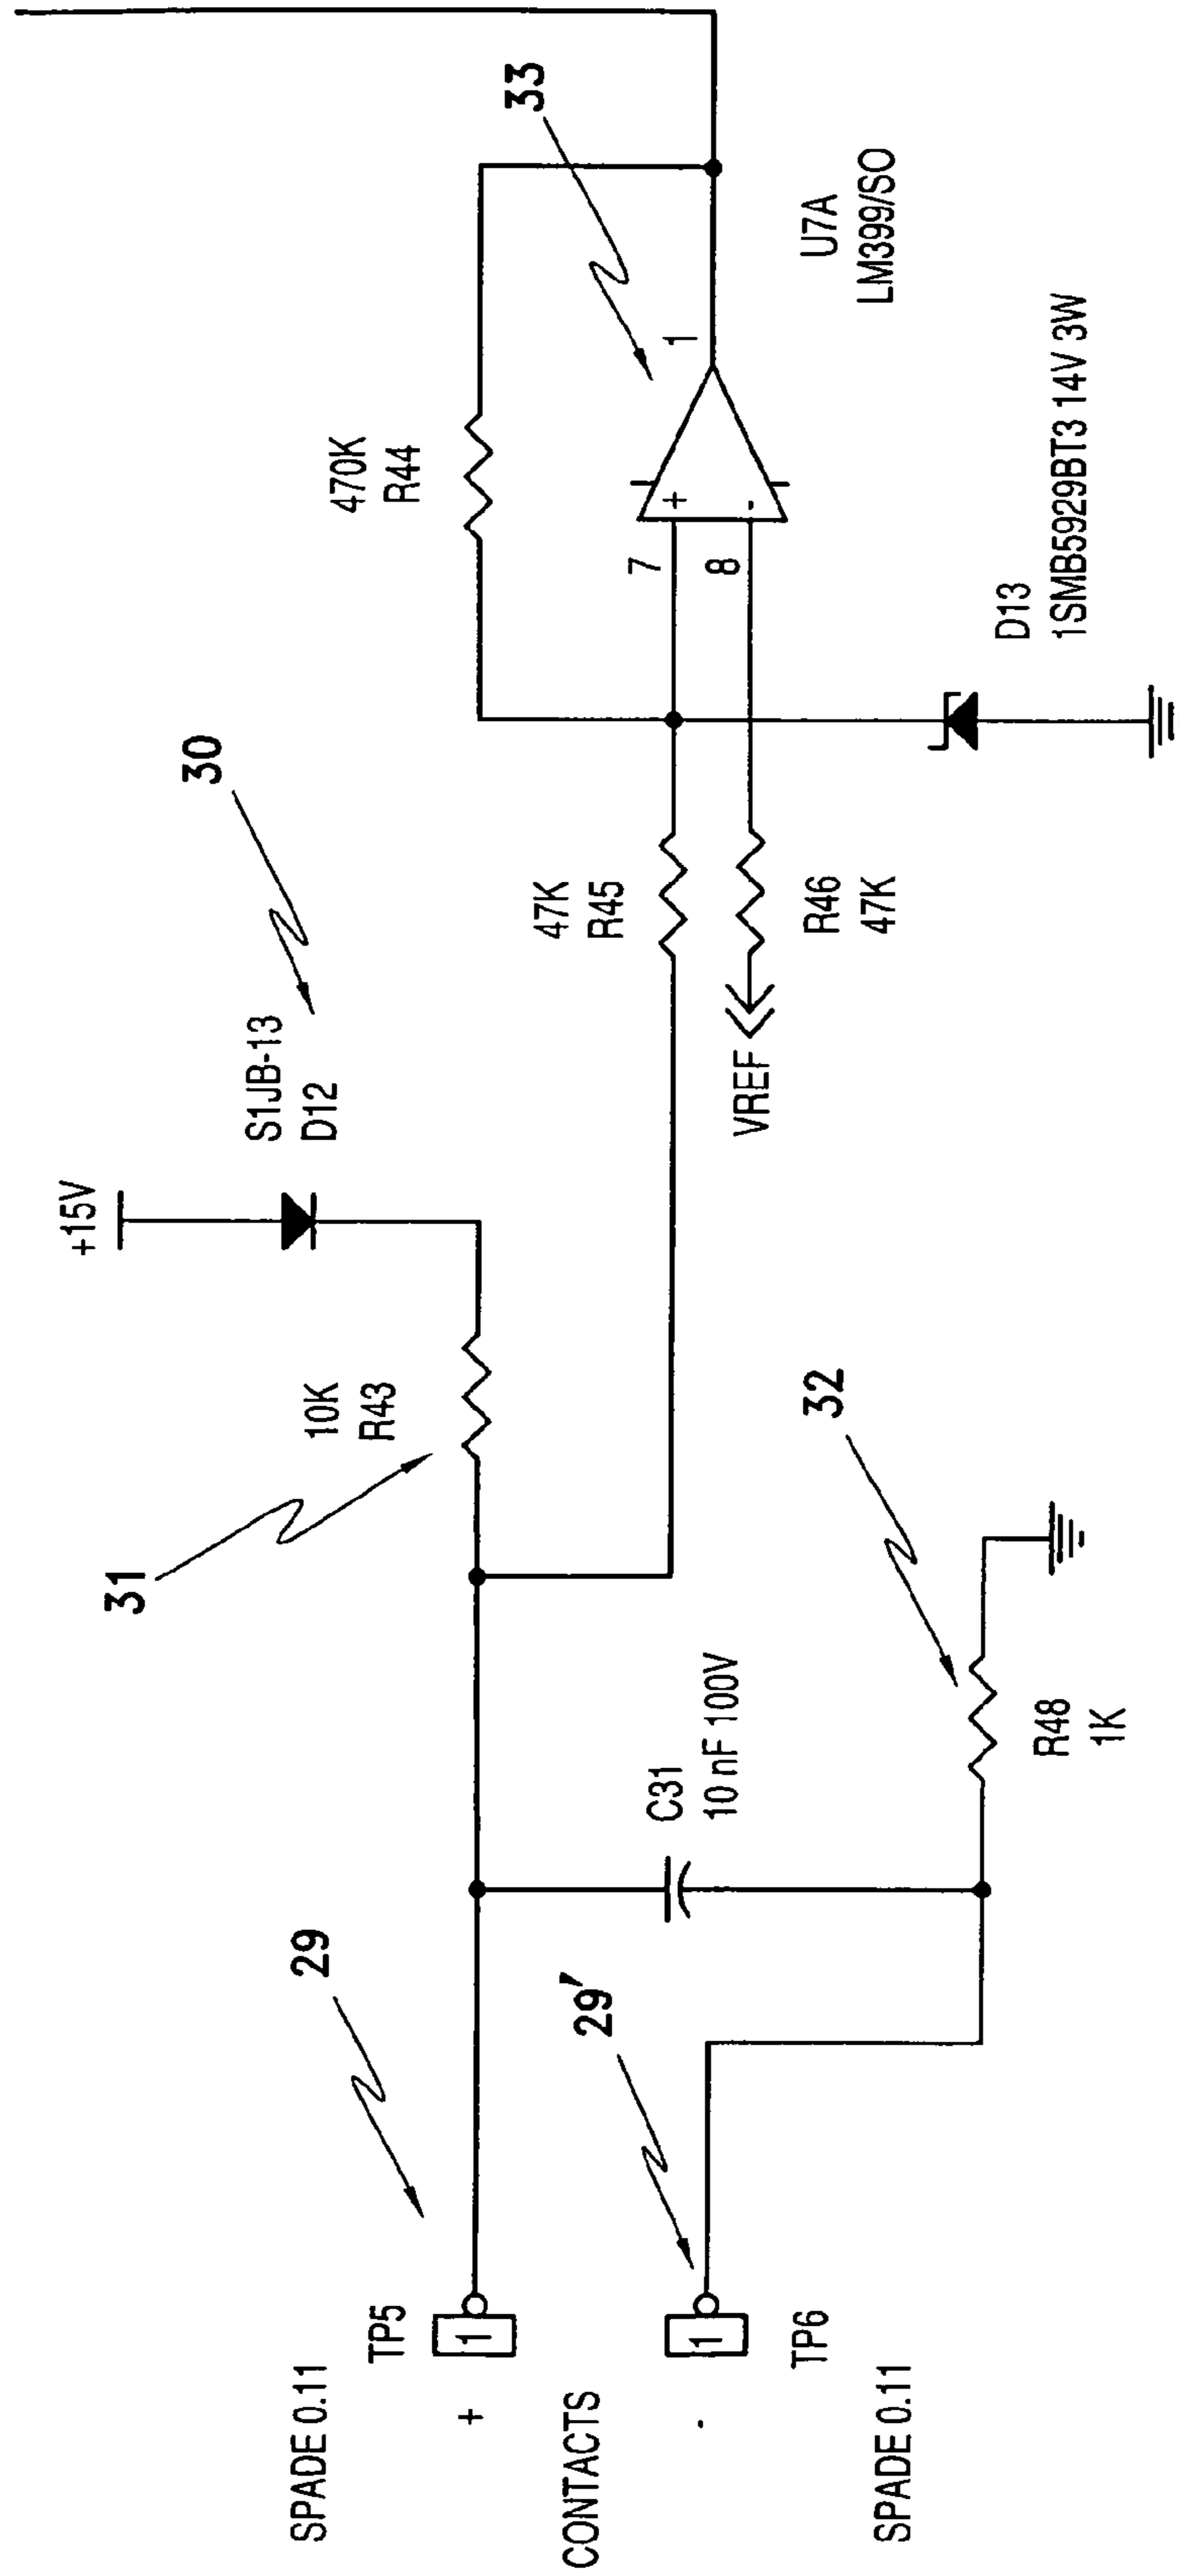 +15V
S1JB-13
D12
30
33
31
10K
R43
470K
R44
29
SPADE 0.11
TP5
+
1
CONTACTS
29'
-
1
TP6
SPADE 0.11
C31
10 nF 100V
32
R48
1K
47K
R45
VREF
R46
47K
7
8
+
-
1
U7A
LM399/SO
D13
1SMB5929BT3 14V 3W